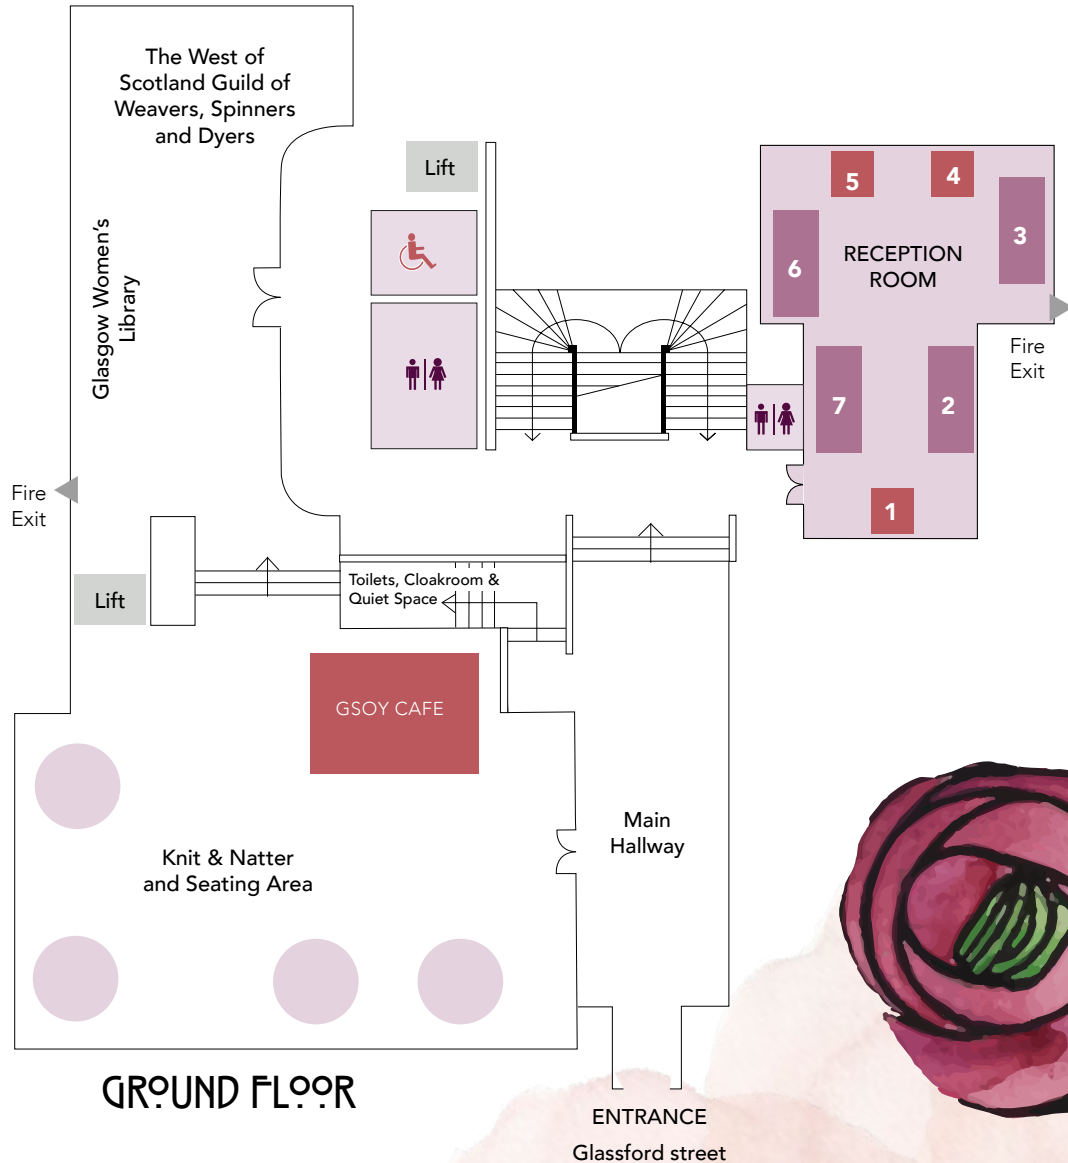 The West of
Scotland Guild of
Weavers, Spinners
and Dyers
Glasgow Women's
Library
Lift
5
4
3
6
RECEPTION
ROOM
Fire
Exit
7
2
1
Fire
Exit
Lift
Toilets, Cloakroom &
Quiet Space
GSOY CAFE
Main
Hallway
Knit & Natter
and Seating Area
GROUND FLOOR
ENTRANCE
Glassford street